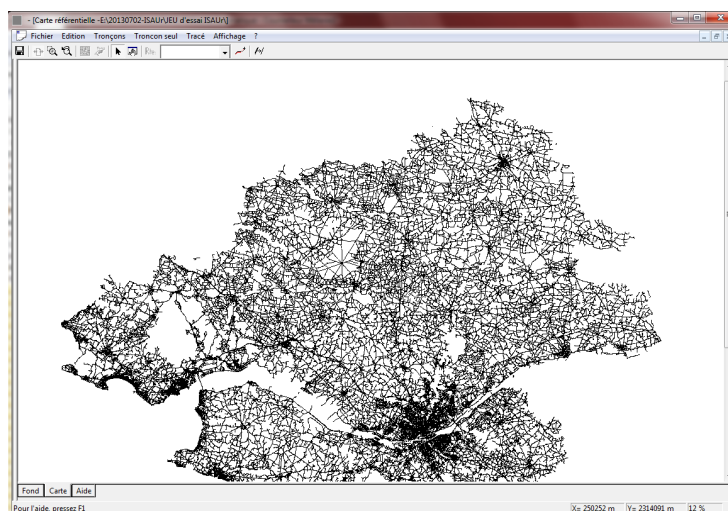 - [Carte référentielle -E:\20130702-ISAUr\JEU d'essai ISAUr\]
Fichier Edition Tronçons Troncon seul Tracé Affichage ?
Fond Carte Aide
Pour l'aide, pressez F1 X= 250252 m Y= 2314091 m 12 %